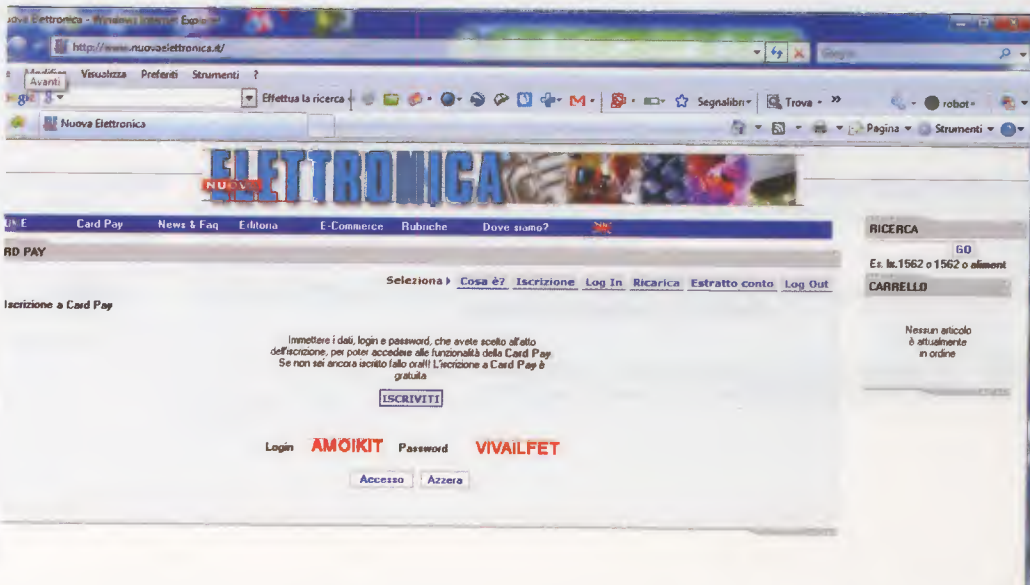 uova Elettronica - Windows Internet Explorer
http://www.nuovaelettronica.it/
Google
Modifica Visualizza Preferiti Strumenti ?
Avanti
Effettua la ricerca
Segnalibri
Trova
»
robot
Nuova Elettronica
Pagina
Strumenti
NUOVA
ELETTRONICA
Card Pay News & Faq Editoria E-Commerce Rubriche Dove siamo?
RD PAY
Seleziona Cosa è? Iscrizione Log In Ricarica Estratto conto Log Out
Iscrizione a Card Pay
Immettere i dati, login e password, che avete scelto all'atto
dell'iscrizione, per poter accedere alle funzionalità della Card Pay
Se non sei ancora iscritto fallo ora!!! L'iscrizione a Card Pay è
gratuita
ISCRIVITI
Login AMOIKIT Password VIVAILFET
Accesso Azzera
RICERCA
GO
Es. lx.1562 o 1562 o aliment
CARRELLO
Nessun articolo
è attualmente
in ordine